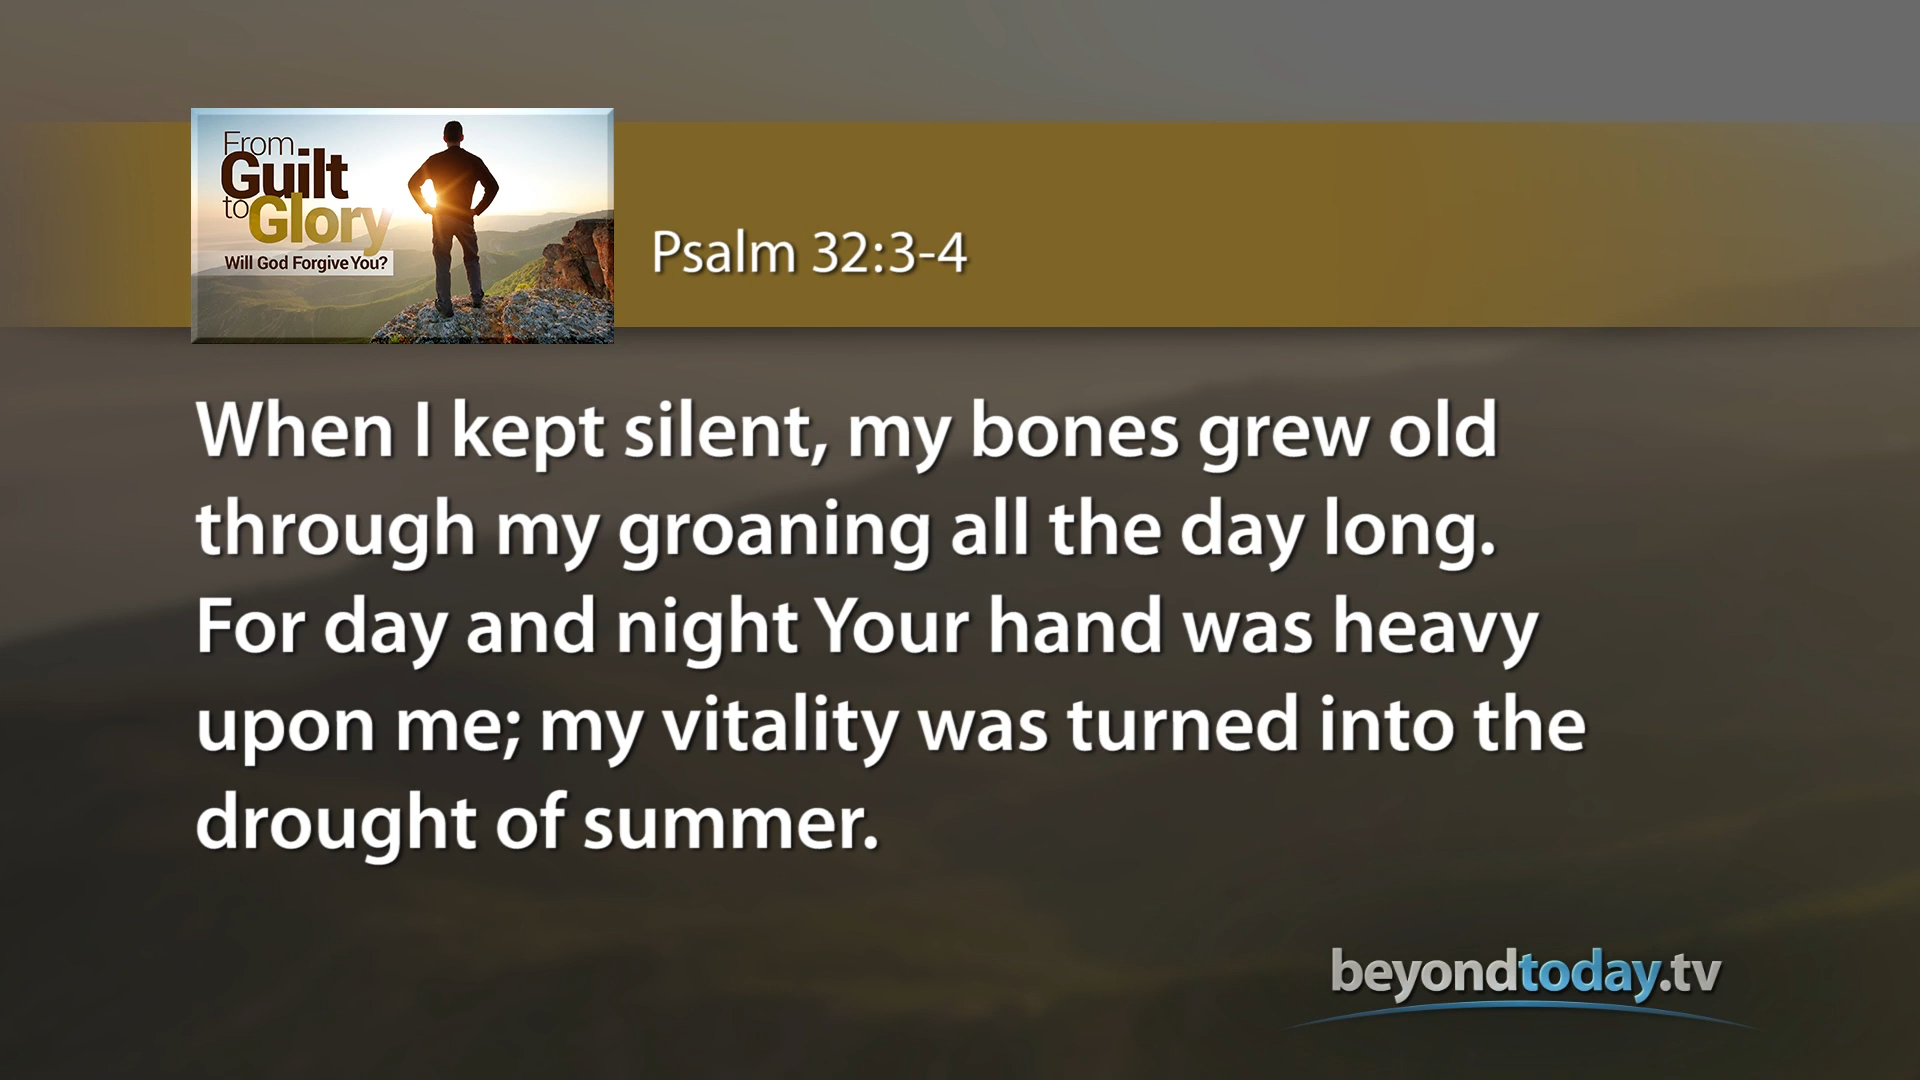 From
Guilt
to Glory
Will God Forgive You?
Psalm 32:3-4
When I kept silent, my bones grew old
through my groaning all the day long.
For day and night Your hand was heavy
upon me; my vitality was turned into the
drought of summer.
beyondtoday.tv